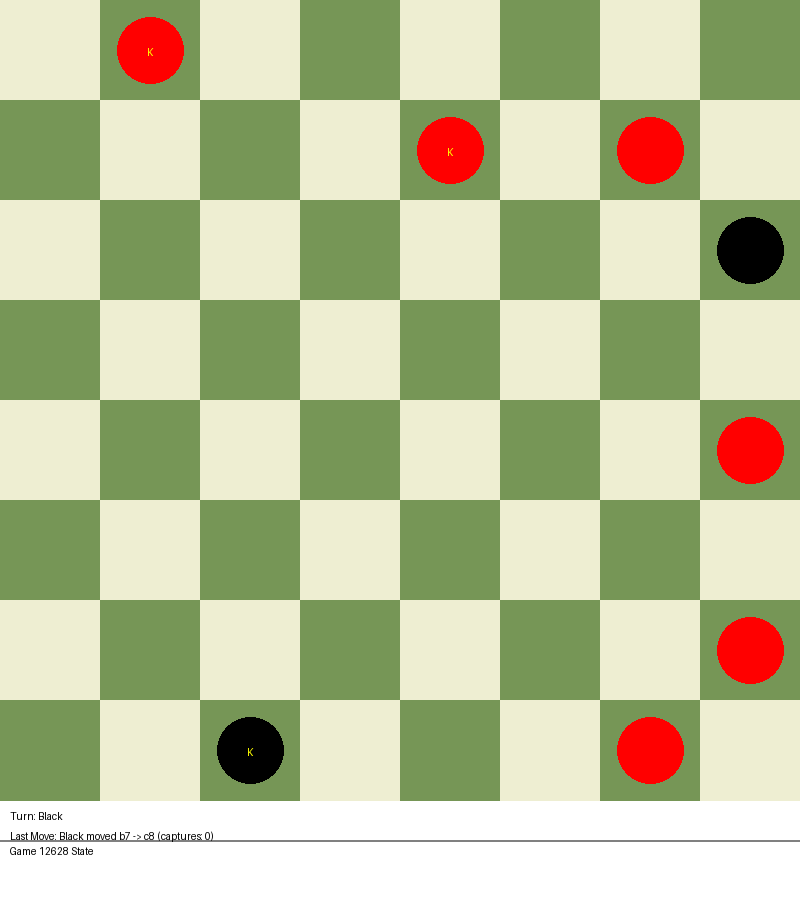 K
K
K
Turn: Black
Last Move: Black moved b7 -> c8 (captures: 0)
Game 12628 State